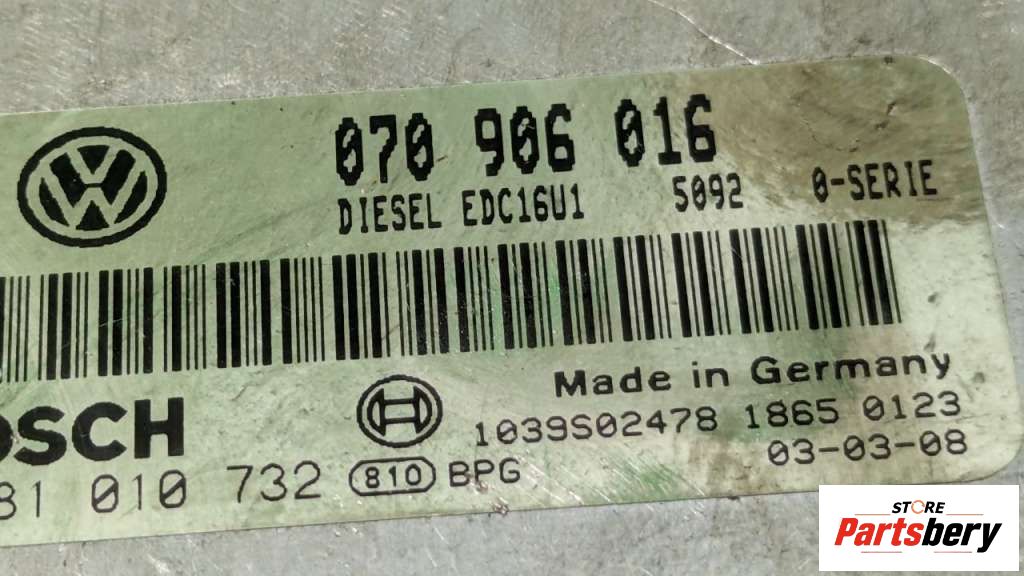 070 906 016
DIESEL EDC16U1 5092 0-SERIE
Made in Germany
OSCH
1039S02478 1865 0123
03-03-08
81 010 732 810 BPG
STORE
Partsbery